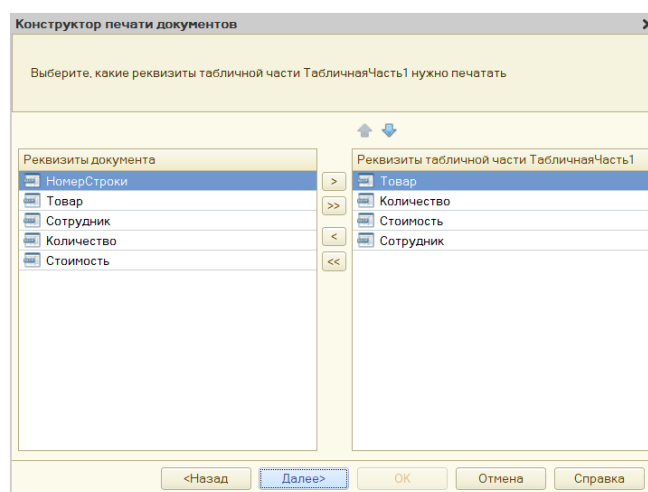 Конструктор печати документов
Выберите, какие реквизиты табличной части ТабличнаяЧасть1 нужно печатать
Реквизиты документа
НомерСтроки
Товар
Сотрудник
Количество
Стоимость
>
>>
<
<<
Реквизиты табличной части ТабличнаяЧасть1
Товар
Количество
Стоимость
Сотрудник
<Назад Далее> ОК Отмена Справка